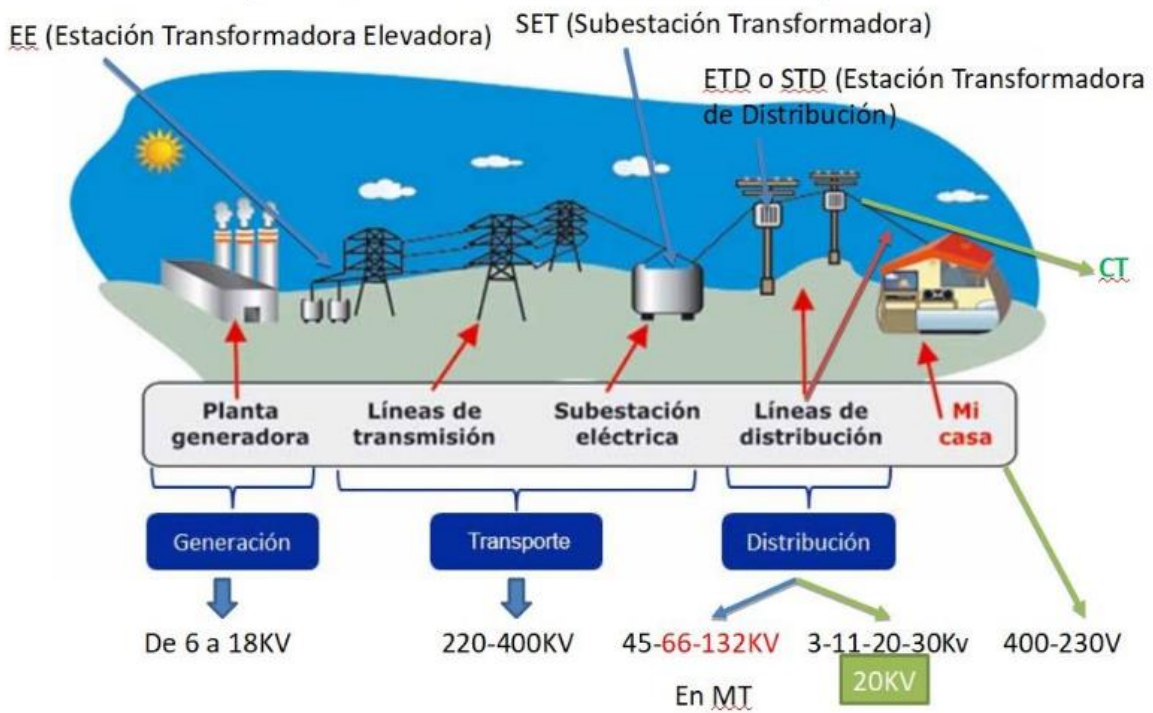 EE (Estación Transformadora Elevadora)
SET (Subestación Transformadora)
ETD o STD (Estación Transformadora
de Distribución)
CT
Planta
generadora
Líneas de
transmisión
Subestación
eléctrica
Líneas de
distribución
Mi
casa
Generación
Transporte
Distribución
De 6 a 18KV
220-400KV
45-66-132KV
3-11-20-30Kv
400-230V
En MT
20KV